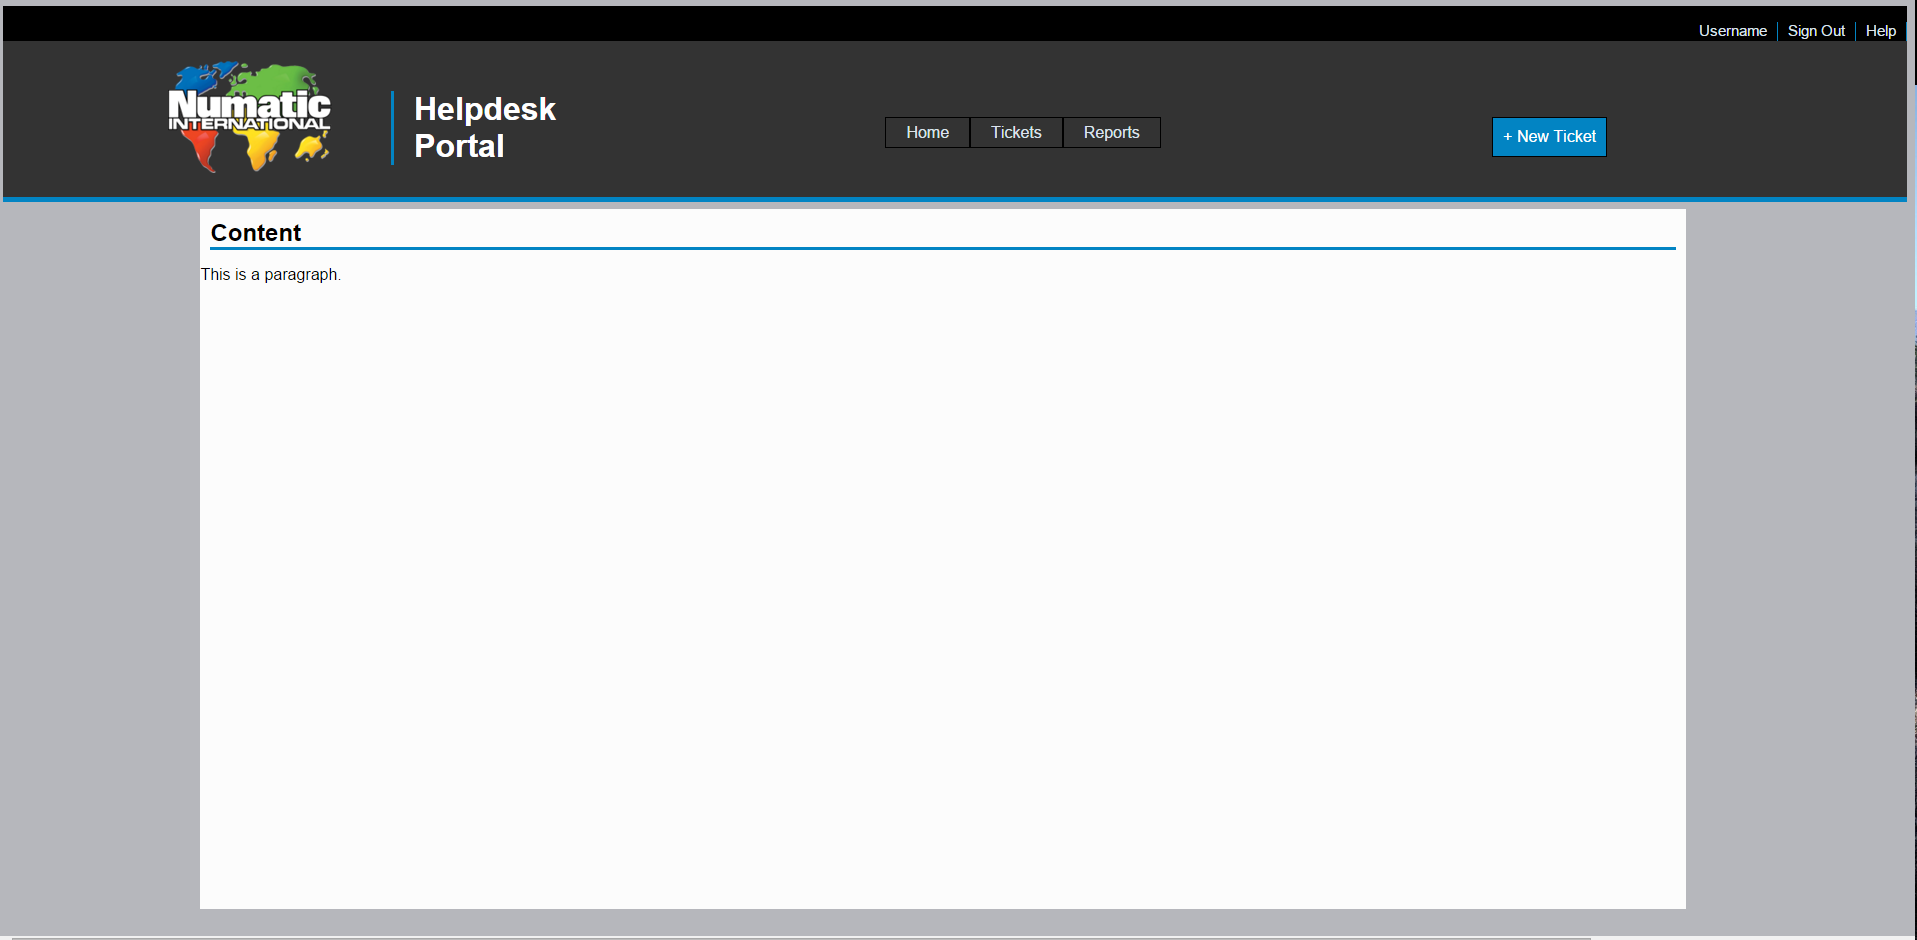 Username Sign Out Help
Numatic
INTERNATIONAL
Helpdesk
Portal
Home Tickets Reports
+ New Ticket
Content
This is a paragraph.